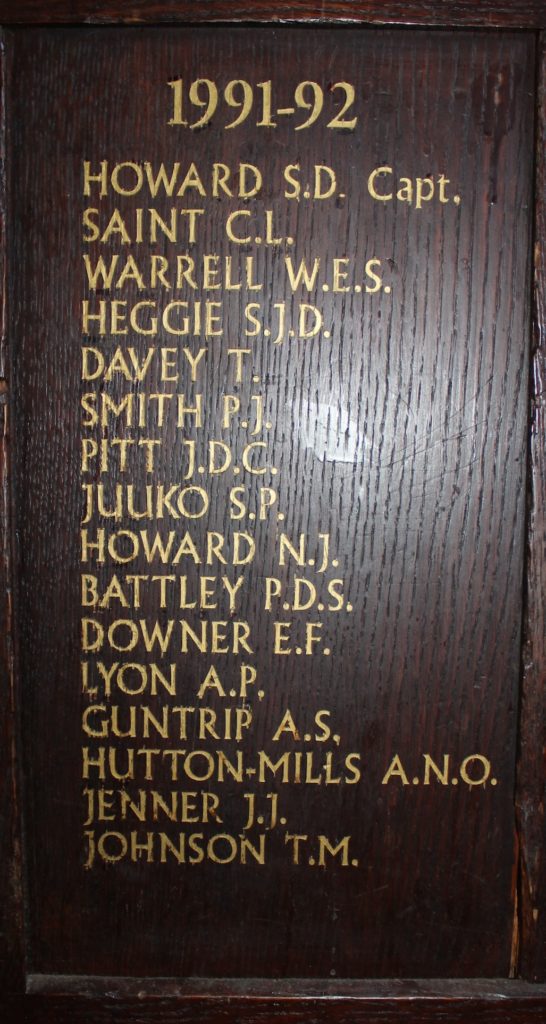 1991-92
HOWARD S.D. Capt.
SAINT C.L.
WARRELL W.E.S.
HEGGIE S.J.D.
DAVEY T.
SMITH P.J.
PITT J.D.C.
JUUKO S.P.
HOWARD N.J.
BATTLEY P.D.S.
DOWNER E.F.
LYON A.P.
GUNTRIP A.S.
HUTTON-MILLS A.N.O.
JENNER J.J.
JOHNSON T.M.